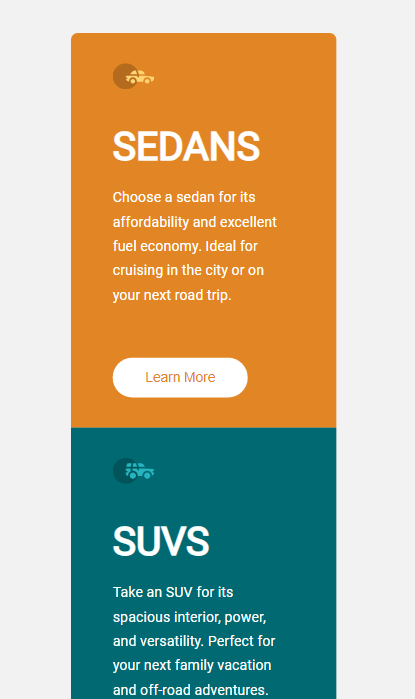 SEDANS
Choose a sedan for its
affordability and excellent
fuel economy. Ideal for
cruising in the city or on
your next road trip.
Learn More
SUVS
Take an SUV for its
spacious interior, power,
and versatility. Perfect for
your next family vacation
and off-road adventures.